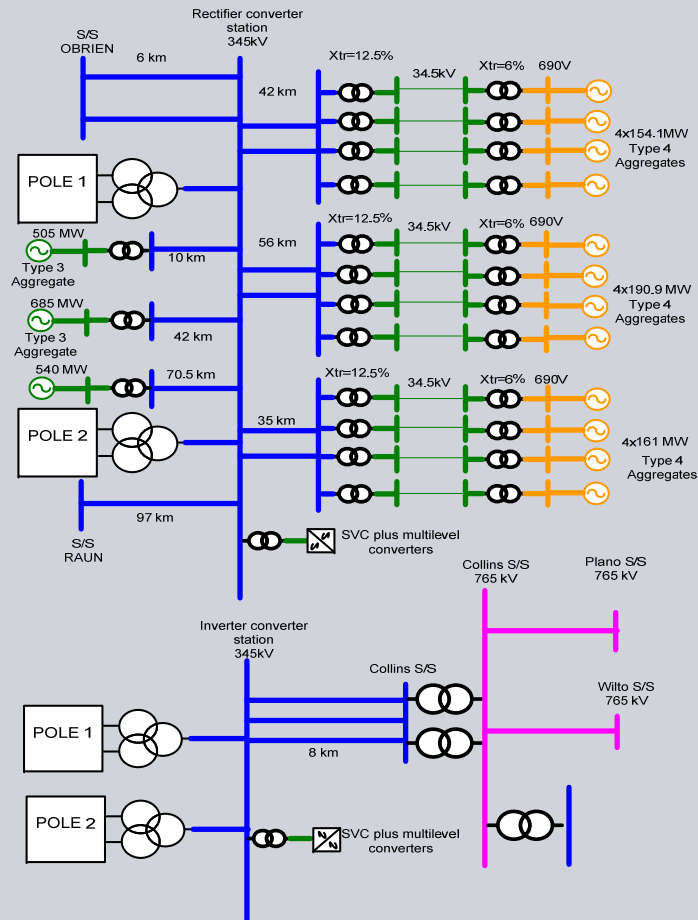 Rectifier converter
station
345kV
S/S
OBRIEN
6 km
42 km
Xtr=12.5%
34.5kV
Xtr=6%
690V
4x154.1MW
Type 4
Aggregates
POLE 1
505 MW
Type 3
Aggregate
10 km
56 km
Xtr=12.5%
34.5kV
Xtr=6%
690V
4x190.9 MW
Type 4
Aggregates
685 MW
Type 3
Aggregate
42 km
540 MW
70.5 km
Xtr=12.5%
34.5kV
Xtr=6%
690V
35 km
4x161 MW
Type 4
Aggregates
POLE 2
97 km
S/S
RAUN
SVC plus multilevel
converters
Inverter converter
station
345kV
Collins S/S
Collins S/S
765 kV
Plano S/S
765 kV
Wilto S/S
765 kV
POLE 1
8 km
POLE 2
SVC plus multilevel
converters